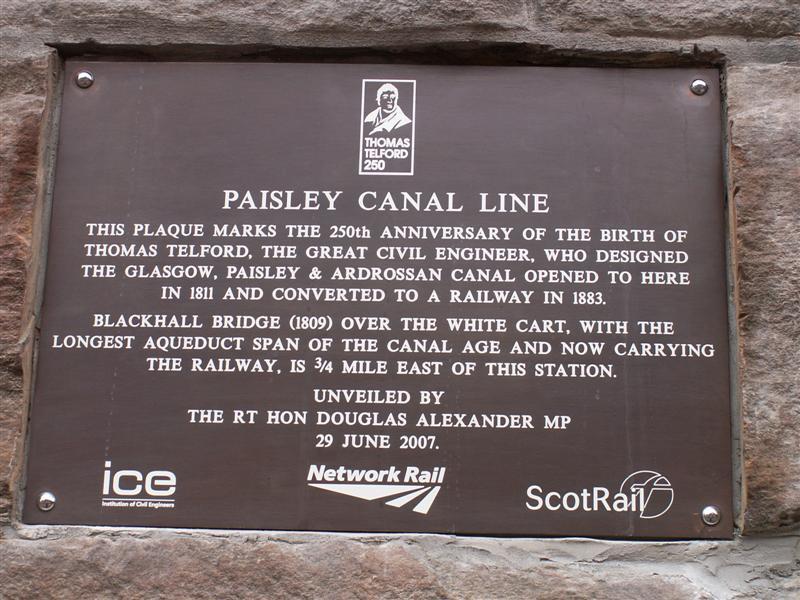 THOMAS
TELFORD
250
PAISLEY CANAL LINE
THIS PLAQUE MARKS THE 250th ANNIVERSARY OF THE BIRTH OF
THOMAS TELFORD, THE GREAT CIVIL ENGINEER, WHO DESIGNED
THE GLASGOW, PAISLEY & ARDROSSAN CANAL OPENED TO HERE
IN 1811 AND CONVERTED TO A RAILWAY IN 1883.
BLACKHALL BRIDGE (1809) OVER THE WHITE CART, WITH THE
LONGEST AQUEDUCT SPAN OF THE CANAL AGE AND NOW CARRYING
THE RAILWAY, IS 3/4 MILE EAST OF THIS STATION.
UNVEILED BY
THE RT HON DOUGLAS ALEXANDER MP
29 JUNE 2007.
ice
Institution of Civil Engineers
Network Rail
ScotRail